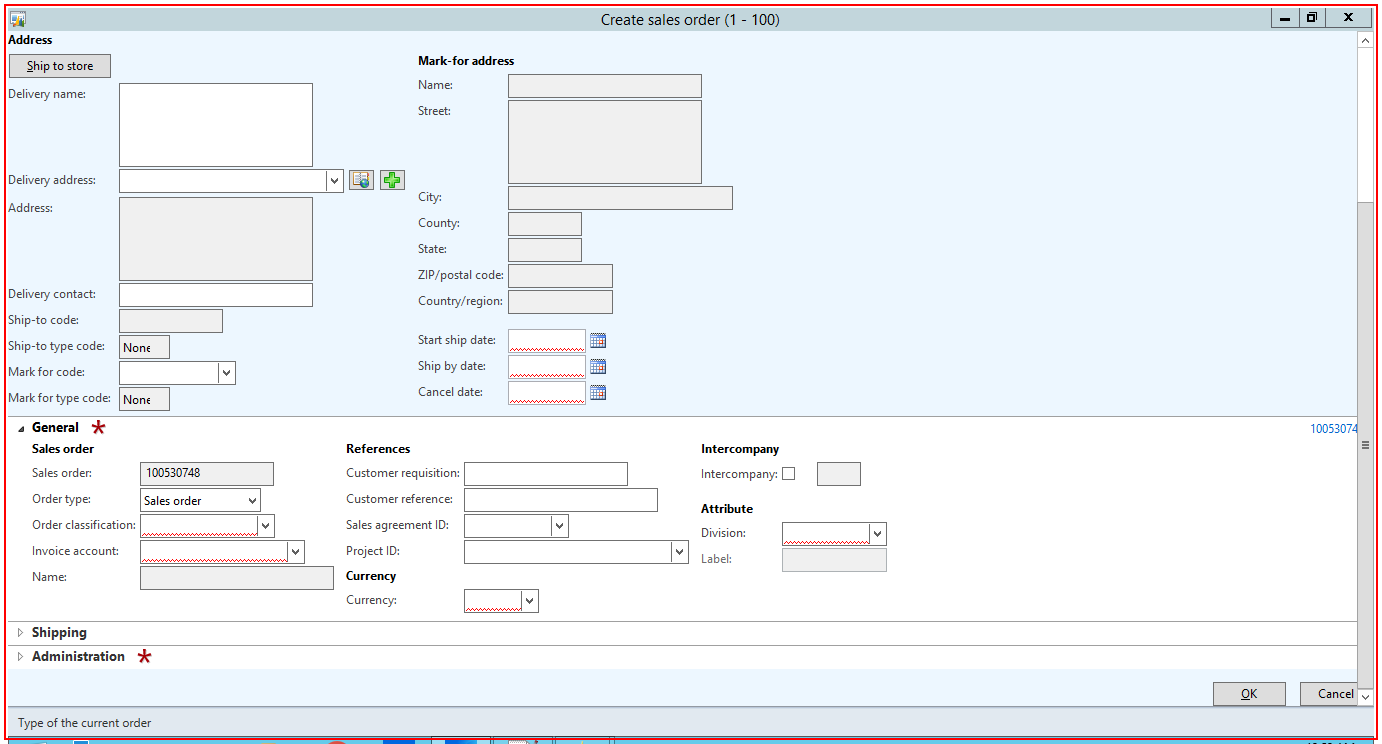 Create sales order (1 - 100)
Address
Ship to store
Delivery name:
Delivery address:
Address:
Delivery contact:
Ship-to code:
Ship-to type code: None
Mark for code:
Mark for type code: None
Mark-for address
Name:
Street:
City:
County:
State:
ZIP/postal code:
Country/region:
Start ship date:
Ship by date:
Cancel date:
General *
10053074
Sales order
Sales order: 100530748
Order type: Sales order
Order classification:
Invoice account:
Name:
References
Customer requisition:
Customer reference:
Sales agreement ID:
Project ID:
Currency
Currency:
Intercompany
Intercompany:
Attribute
Division:
Label:
Shipping
Administration *
OK
Cancel
Type of the current order